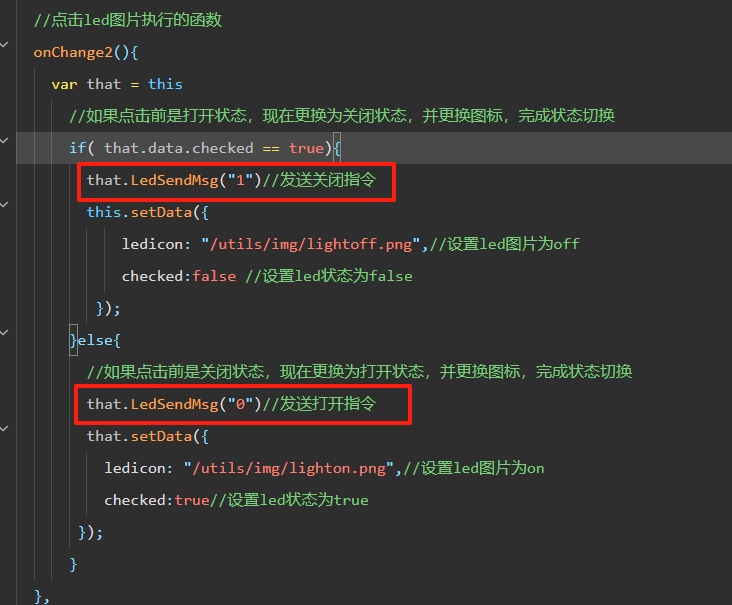 //点击led图片执行的函数
onChange2(){
var that = this
//如果点击前是打开状态，现在更换为关闭状态，并更换图标，完成状态切换
if( that.data.checked == true){
that.LedSendMsg("1")//发送关闭指令
this.setData({
ledicon: "/utils/img/lightoff.png",//设置led图片为off
checked:false //设置led状态为false
});
}else{
//如果点击前是关闭状态，现在更换为打开状态，并更换图标，完成状态切换
that.LedSendMsg("0")//发送打开指令
that.setData({
ledicon: "/utils/img/lighton.png",//设置led图片为on
checked:true//设置led状态为true
});
}
},